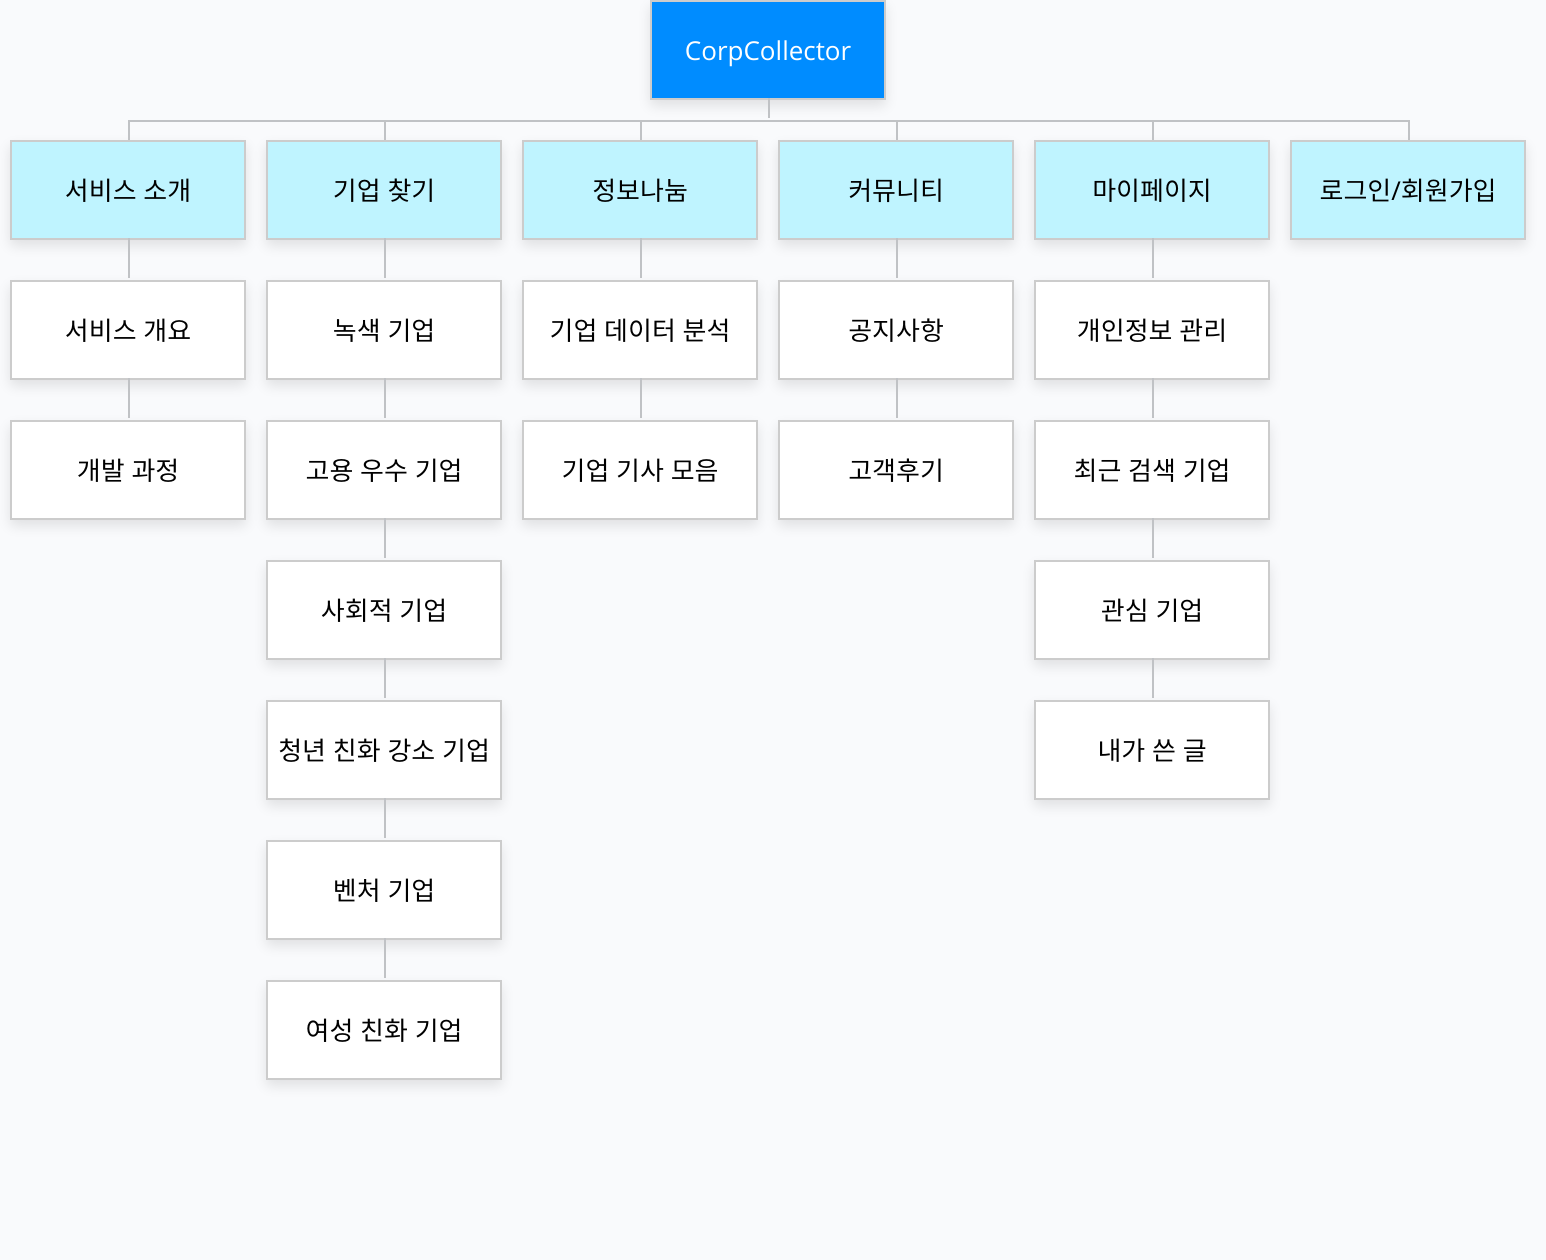 CorpCollector
서비스 소개
기업 찾기
정보나눔
커뮤니티
마이페이지
로그인/회원가입
서비스 개요
녹색 기업
기업 데이터 분석
공지사항
개인정보 관리
개발 과정
고용 우수 기업
기업 기사 모음
고객후기
최근 검색 기업
사회적 기업
관심 기업
청년 친화 강소 기업
내가 쓴 글
벤처 기업
여성 친화 기업